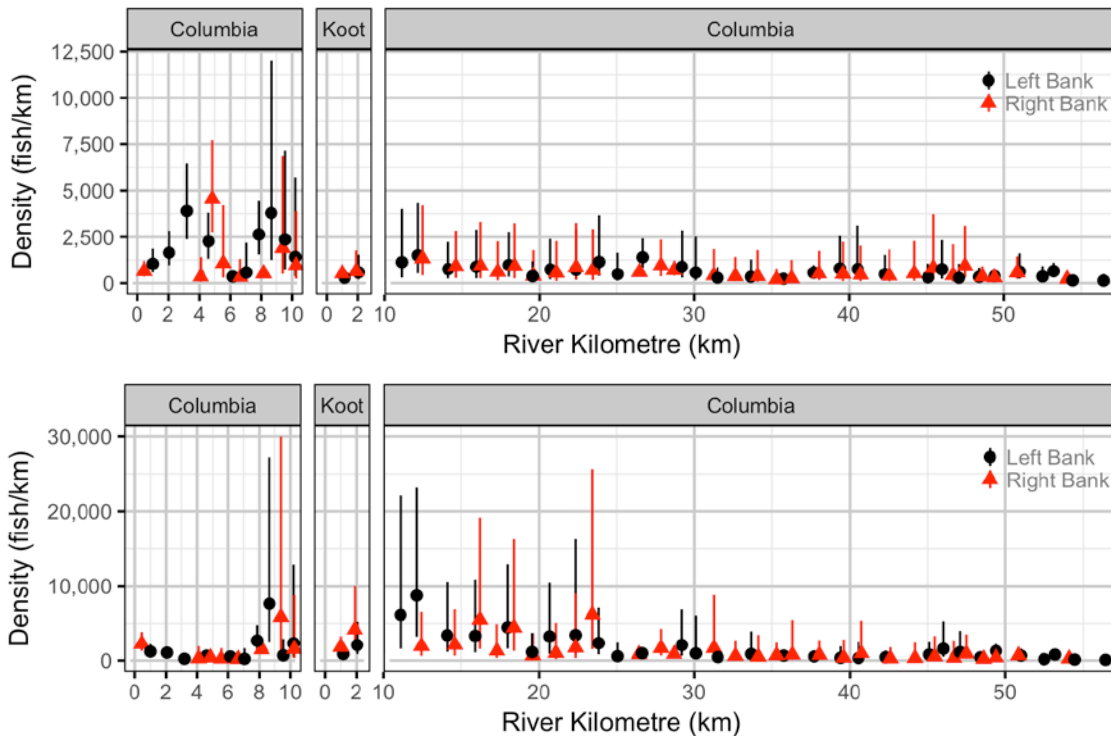 Columbia Koot Columbia
12,500
10,000
7,500
5,000
2,500
0
Density (fish/km)
Left Bank
Right Bank
0 2 4 6 8 10 0 2 10 20 30 40 50
River Kilometre (km)
Columbia Koot Columbia
30,000
20,000
10,000
0
Density (fish/km)
Left Bank
Right Bank
0 2 4 6 8 10 0 2 10 20 30 40 50
River Kilometre (km)